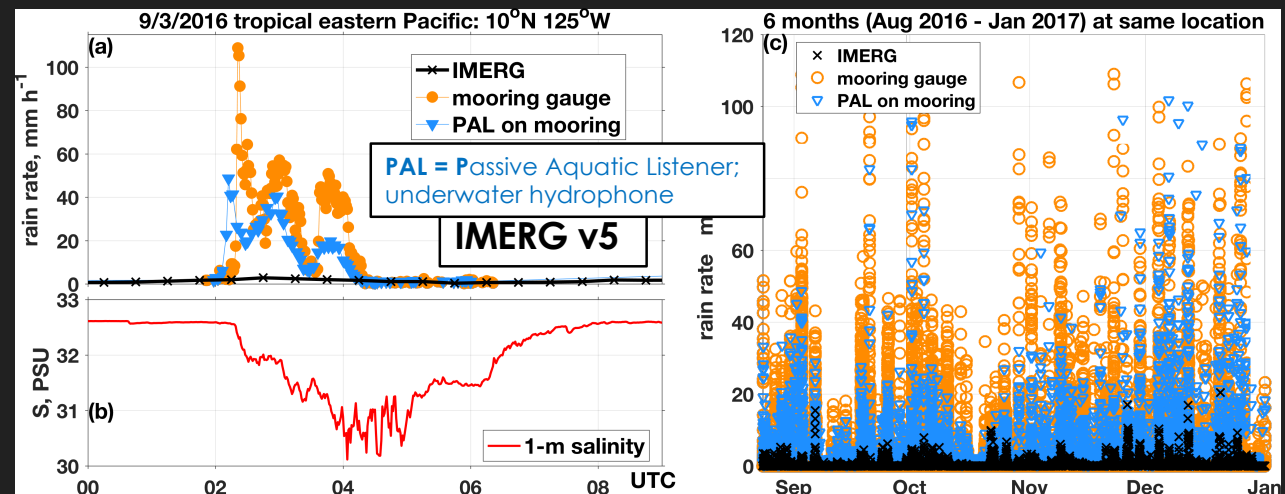 9/3/2016 tropical eastern Pacific: 10°N 125°W
(a)
rain rate, mm h⁻¹
100
80
60
40
20
0
IMERG
mooring gauge
PAL on mooring
PAL = Passive Aquatic Listener;
underwater hydrophone
IMERG v5
33
32
31
30
S, PSU
(b)
1-m salinity
00
02
04
06
08
UTC
6 months (Aug 2016 - Jan 2017) at same location
(c)
120
100
60
40
20
0
rain rate m
IMERG
mooring gauge
PAL on mooring
Sep
Oct
Nov
Dec
Jan